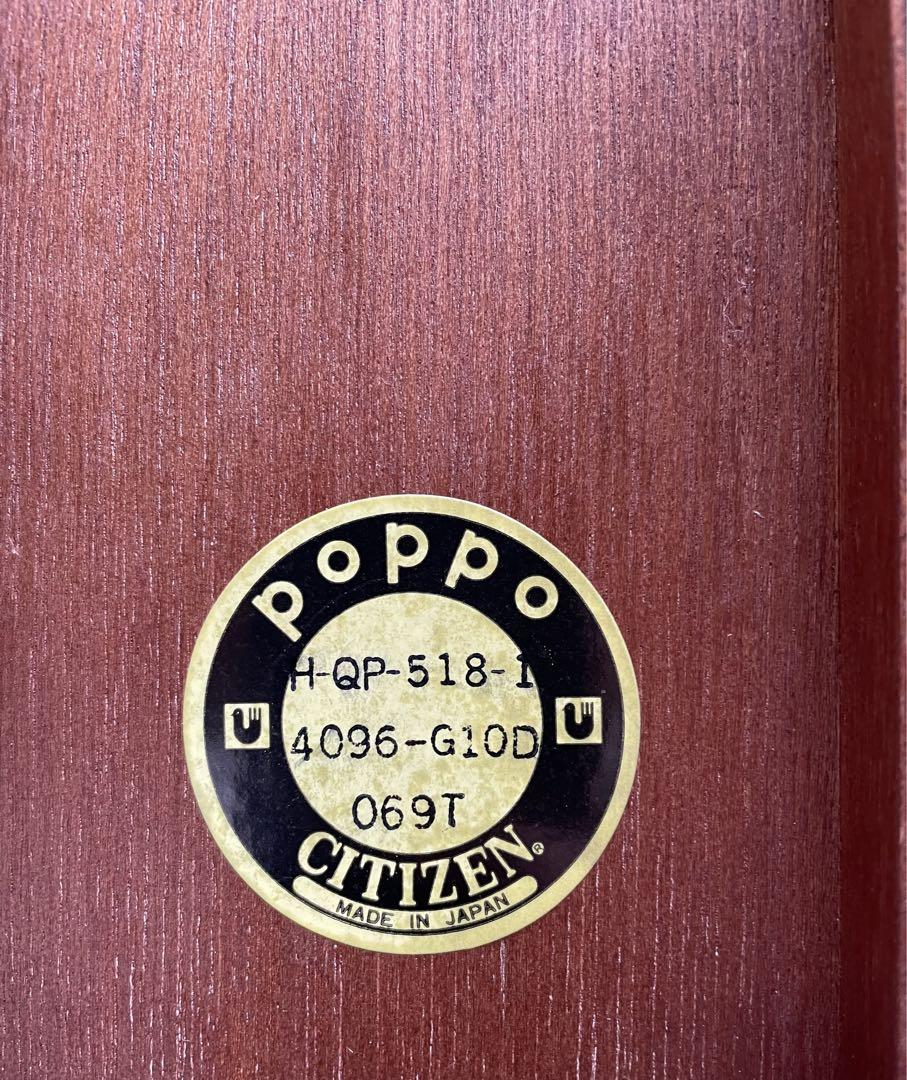 poppo
H-QP-518-1
4096-G10D
069T
CITIZEN®
MADE IN JAPAN